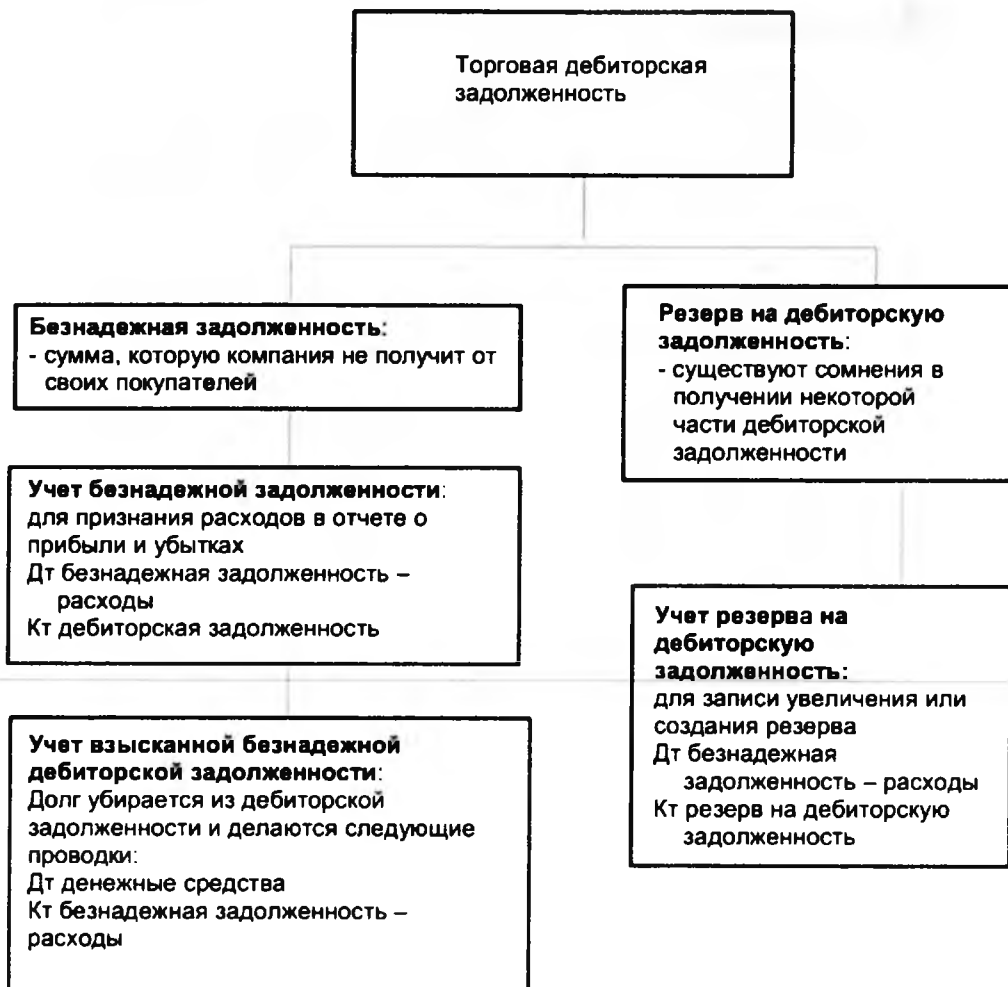 Торговая дебиторская
задолженность
Безнадежная задолженность:
- сумма, которую компания не получит от
своих покупателей
Учет безнадежной задолженности:
для признания расходов в отчете о
прибыли и убытках
Дт безнадежная задолженность –
расходы
Кт дебиторская задолженность
Учет взысканной безнадежной
дебиторской задолженности:
Долг убирается из дебиторской
задолженности и делаются следующие
проводки:
Дт денежные средства
Кт безнадежная задолженность –
расходы
Резерв на дебиторскую
задолженность:
- существуют сомнения в
получении некоторой
части дебиторской
задолженности
Учет резерва на
дебиторскую
задолженность:
для записи увеличения или
создания резерва
Дт безнадежная
задолженность – расходы
Кт резерв на дебиторскую
задолженность